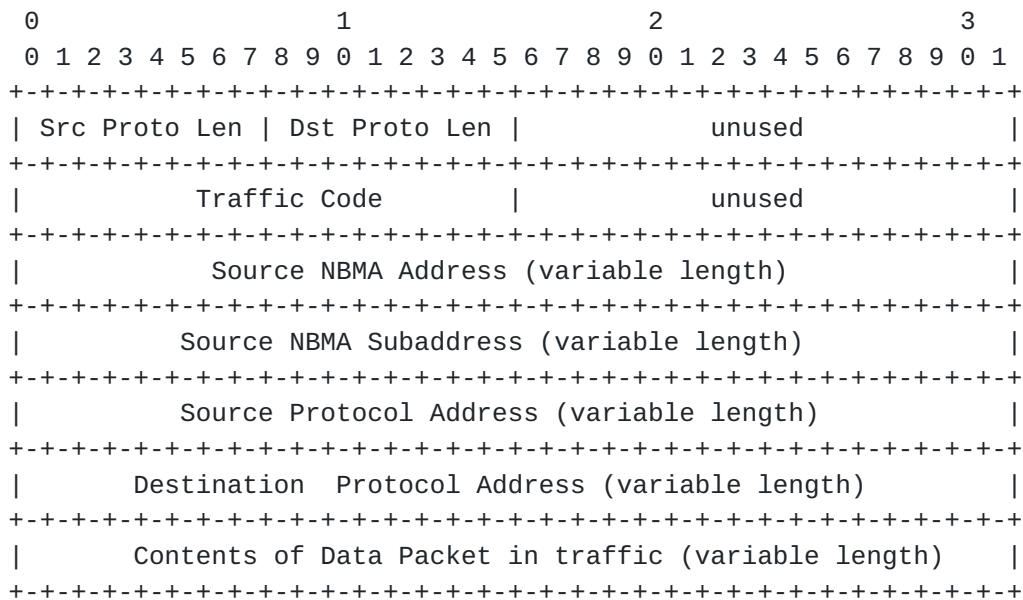 0                   1                   2                   3
0 1 2 3 4 5 6 7 8 9 0 1 2 3 4 5 6 7 8 9 0 1 2 3 4 5 6 7 8 9 0 1
+-+-+-+-+-+-+-+-+-+-+-+-+-+-+-+-+-+-+-+-+-+-+-+-+-+-+-+-+-+-+-+-+
| Src Proto Len | Dst Proto Len |            unused             |
+-+-+-+-+-+-+-+-+-+-+-+-+-+-+-+-+-+-+-+-+-+-+-+-+-+-+-+-+-+-+-+-+
|           Traffic Code        |            unused             |
+-+-+-+-+-+-+-+-+-+-+-+-+-+-+-+-+-+-+-+-+-+-+-+-+-+-+-+-+-+-+-+-+
|            Source NBMA Address (variable length)              |
+-+-+-+-+-+-+-+-+-+-+-+-+-+-+-+-+-+-+-+-+-+-+-+-+-+-+-+-+-+-+-+-+
|          Source NBMA Subaddress (variable length)             |
+-+-+-+-+-+-+-+-+-+-+-+-+-+-+-+-+-+-+-+-+-+-+-+-+-+-+-+-+-+-+-+-+
|          Source Protocol Address (variable length)            |
+-+-+-+-+-+-+-+-+-+-+-+-+-+-+-+-+-+-+-+-+-+-+-+-+-+-+-+-+-+-+-+-+
|       Destination  Protocol Address (variable length)         |
+-+-+-+-+-+-+-+-+-+-+-+-+-+-+-+-+-+-+-+-+-+-+-+-+-+-+-+-+-+-+-+-+
|       Contents of Data Packet in traffic (variable length)    |
+-+-+-+-+-+-+-+-+-+-+-+-+-+-+-+-+-+-+-+-+-+-+-+-+-+-+-+-+-+-+-+-+